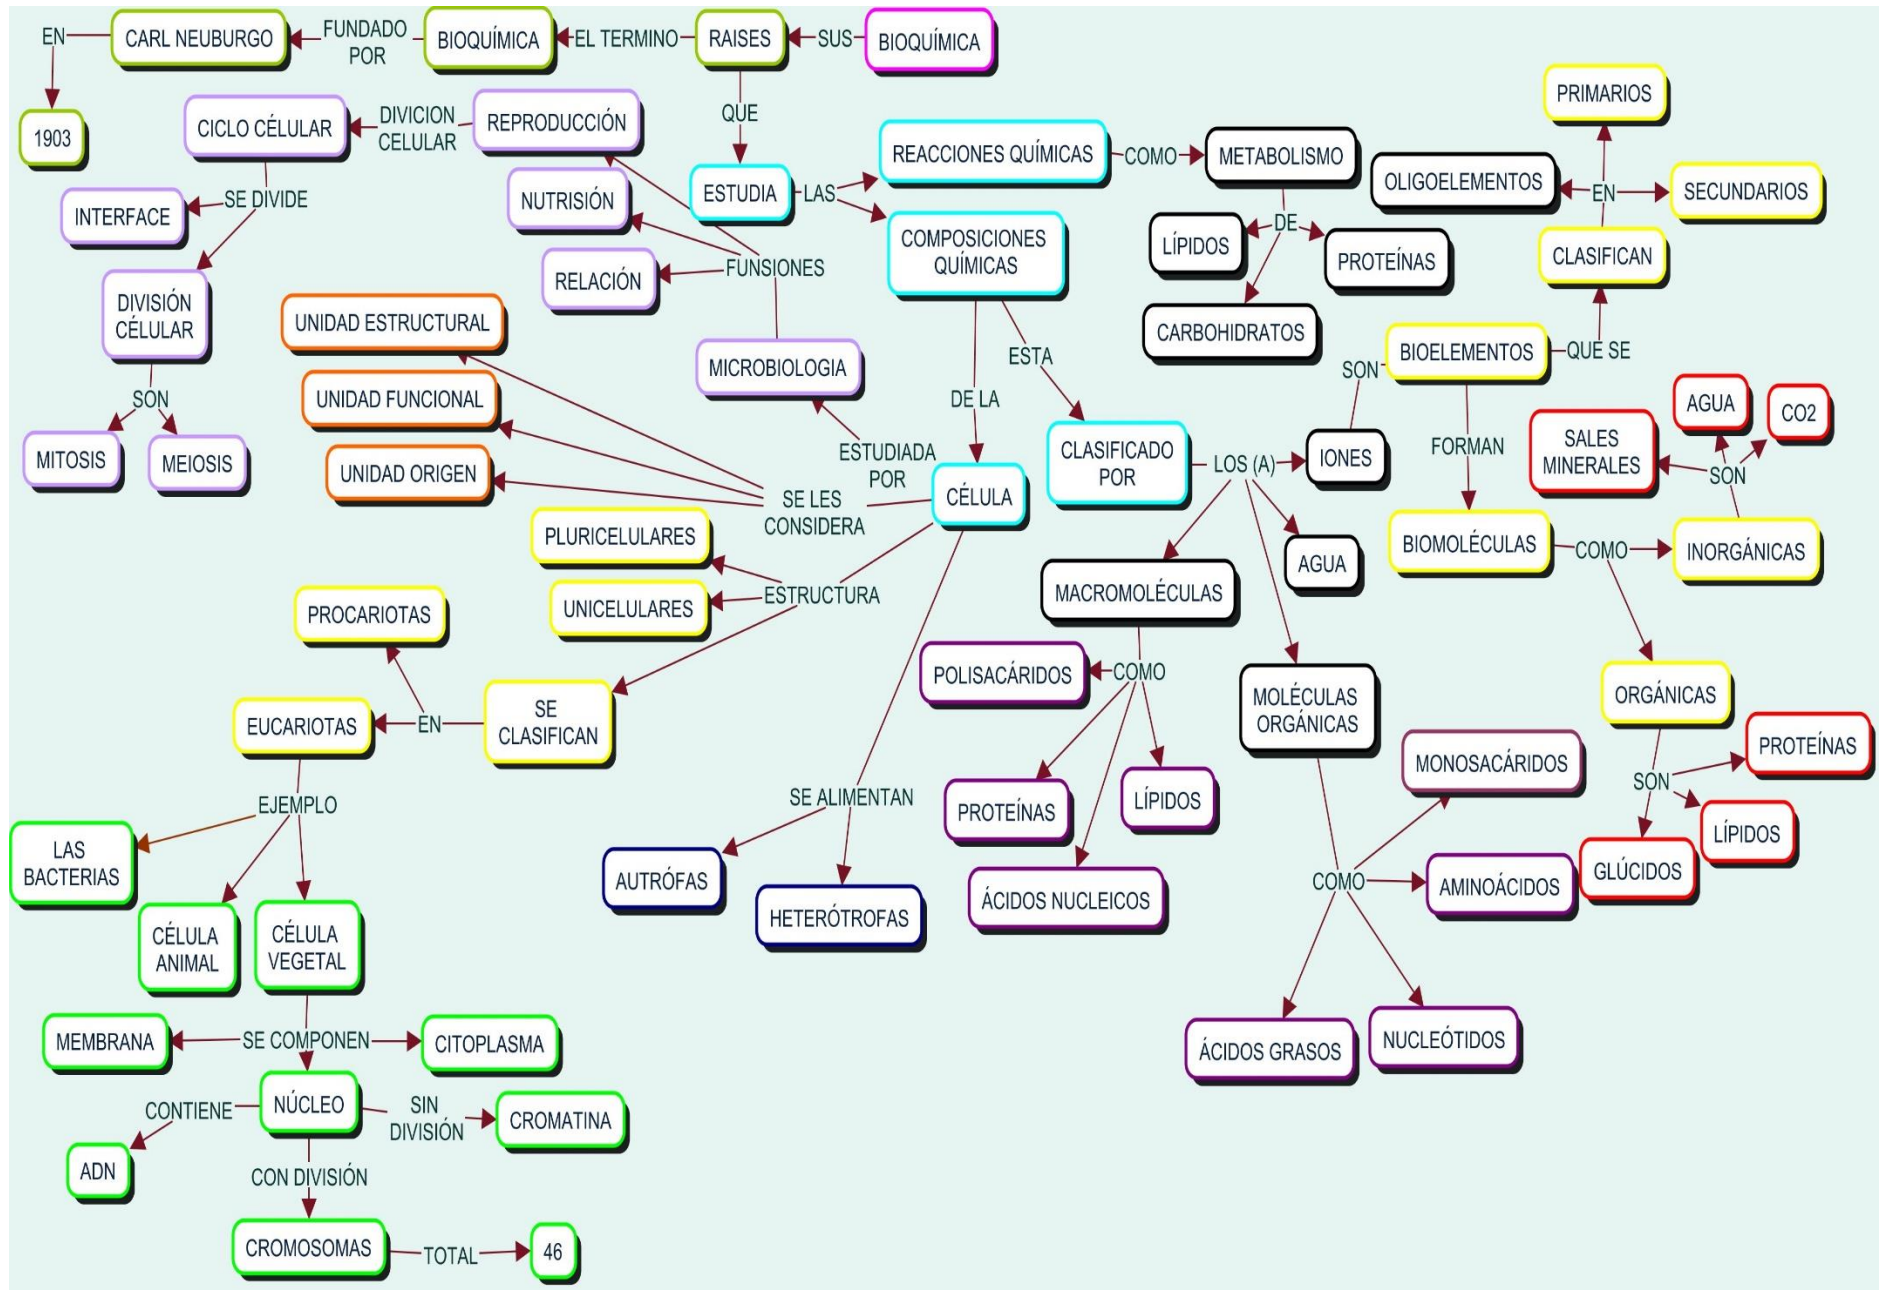 EN
CARL NEUBURGO
FUNDADO
POR
BIOQUÍMICA
EL TERMINO
RAISES
SUS
BIOQUÍMICA
1903
CICLO CÉLULAR
DIVICION
CELULAR
REPRODUCCIÓN
QUE
SE DIVIDE
INTERFACE
DIVISIÓN
CÉLULAR
SON
MITOSIS
MEIOSIS
NUTRISIÓN
RELACIÓN
FUNSIONES
MICROBIOLOGIA
ESTUDIADA
POR
ESTUDIA
LAS
REACCIONES QUÍMICAS
COMO
METABOLISMO
DE
LÍPIDOS
PROTEÍNAS
CARBOHIDRATOS
COMPOSICIONES
QUÍMICAS
DE LA
ESTA
CÉLULA
CLASIFICADO
POR
LOS (A)
IONES
SON
BIOELEMENTOS
QUE SE
CLASIFICAN
EN
PRIMARIOS
OLIGOELEMENTOS
SECUNDARIOS
FORMAN
BIOMOLÉCULAS
COMO
INORGÁNICAS
SON
SALES
MINERALES
AGUA
CO2
ORGÁNICAS
SON
PROTEÍNAS
LÍPIDOS
GLÚCIDOS
AGUA
MACROMOLÉCULAS
COMO
POLISACÁRIDOS
PROTEÍNAS
ÁCIDOS NUCLEICOS
LÍPIDOS
MOLÉCULAS
ORGÁNICAS
COMO
MONOSACÁRIDOS
AMINOÁCIDOS
NUCLEÓTIDOS
ÁCIDOS GRASOS
SE LES
CONSIDERA
UNIDAD ESTRUCTURAL
UNIDAD FUNCIONAL
UNIDAD ORIGEN
ESTRUCTURA
PLURICELULARES
UNICELULARES
SE
CLASIFICAN
EN
PROCARIOTAS
EUCARIOTAS
SE ALIMENTAN
AUTRÓFAS
HETERÓTROFAS
EJEMPLO
LAS
BACTERIAS
CÉLULA
ANIMAL
CÉLULA
VEGETAL
SE COMPONEN
MEMBRANA
CITOPLASMA
NÚCLEO
CONTIENE
ADN
SIN
DIVISIÓN
CROMATINA
CON DIVISIÓN
CROMOSOMAS
TOTAL
46